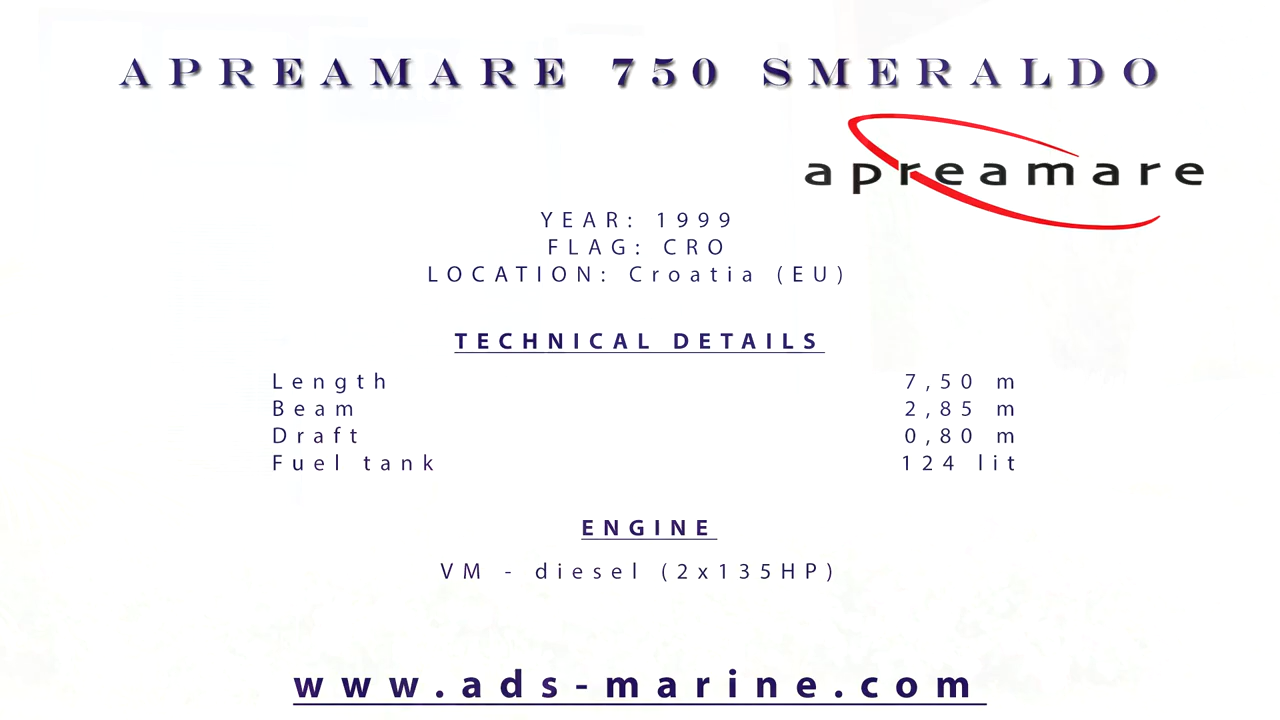 APREAMARE 750 SMERALDO
apreamare
YEAR: 1999
FLAG: CRO
LOCATION: Croatia (EU)
TECHNICAL DETAILS
Length 7,50 m
Beam 2,85 m
Draft 0,80 m
Fuel tank 124 lit
ENGINE
VM - diesel (2x135HP)
www.ads-marine.com